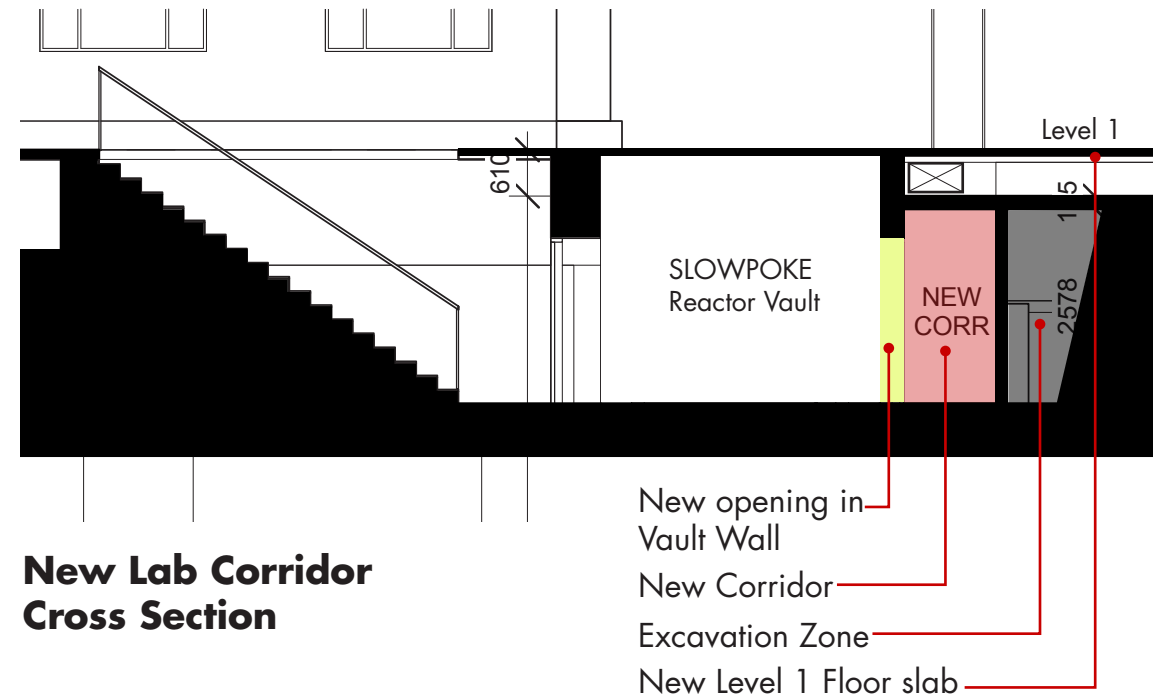 Level 1
610
SLOWPOKE
Reactor Vault
NEW
CORR
2578
New opening in
Vault Wall
New Corridor
Excavation Zone
New Level 1 Floor slab
New Lab Corridor
Cross Section